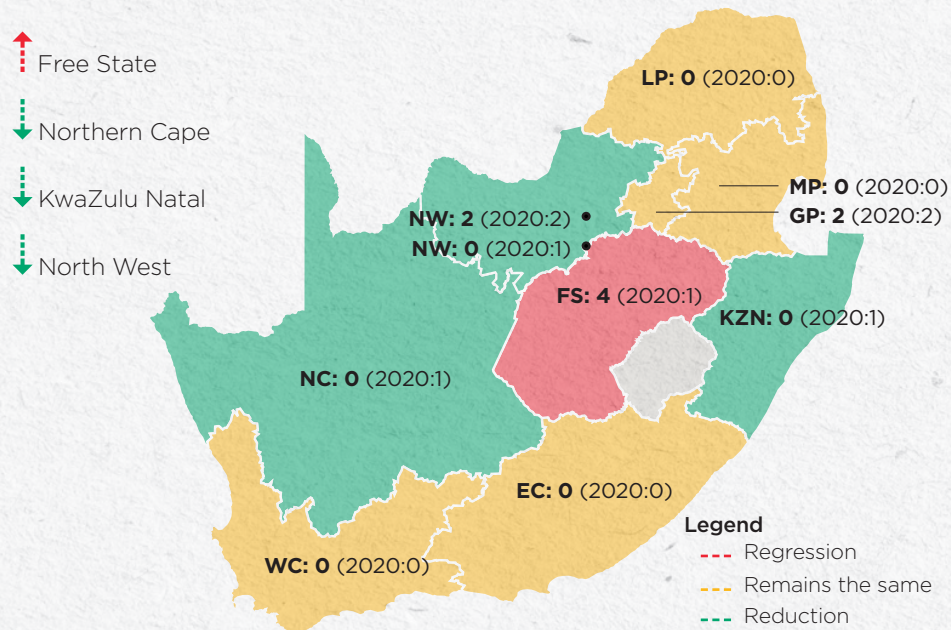 Free State
Northern Cape
KwaZulu Natal
North West
LP: 0 (2020:0)
MP: 0 (2020:0)
GP: 2 (2020:2)
NW: 2 (2020:2)
NW: 0 (2020:1)
FS: 4 (2020:1)
KZN: 0 (2020:1)
NC: 0 (2020:1)
EC: 0 (2020:0)
WC: 0 (2020:0)
Legend
Regression
Remains the same
Reduction